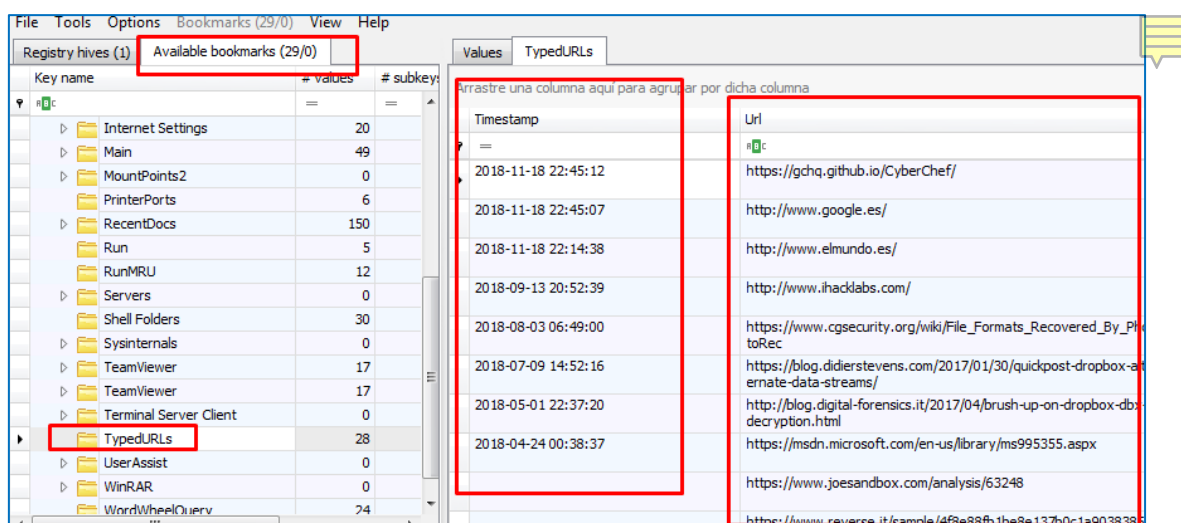 File Tools Options Bookmarks (29/0) View Help
Registry hives (1) Available bookmarks (29/0)
Key name # values # subkeys
= =
Internet Settings 20
Main 49
MountPoints2 0
PrinterPorts 6
RecentDocs 150
Run 5
RunMRU 12
Servers 0
Shell Folders 30
Sysinternals 0
TeamViewer 17
TeamViewer 17
Terminal Server Client 0
TypedURLs 28
UserAssist 0
WinRAR 0
WordWheelQuery 24
Values TypedURLs
Arrastre una columna aquí para agrupar por dicha columna
Timestamp Url
=
2018-11-18 22:45:12 https://gchq.github.io/CyberChef/
2018-11-18 22:45:07 http://www.google.es/
2018-11-18 22:14:38 http://www.elmundo.es/
2018-09-13 20:52:39 http://www.ihacklabs.com/
2018-08-03 06:49:00 https://www.cgsecurity.org/wiki/File_Formats_Recovered_By_Pho
toRec
2018-07-09 14:52:16 https://blog.didierstevens.com/2017/01/30/quickpost-dropbox-alt
ernate-data-streams/
2018-05-01 22:37:20 http://blog.digital-forensics.it/2017/04/brush-up-on-dropbox-dbx-
decryption.html
2018-04-24 00:38:37 https://msdn.microsoft.com/en-us/library/ms995355.aspx
https://www.joesandbox.com/analysis/63248